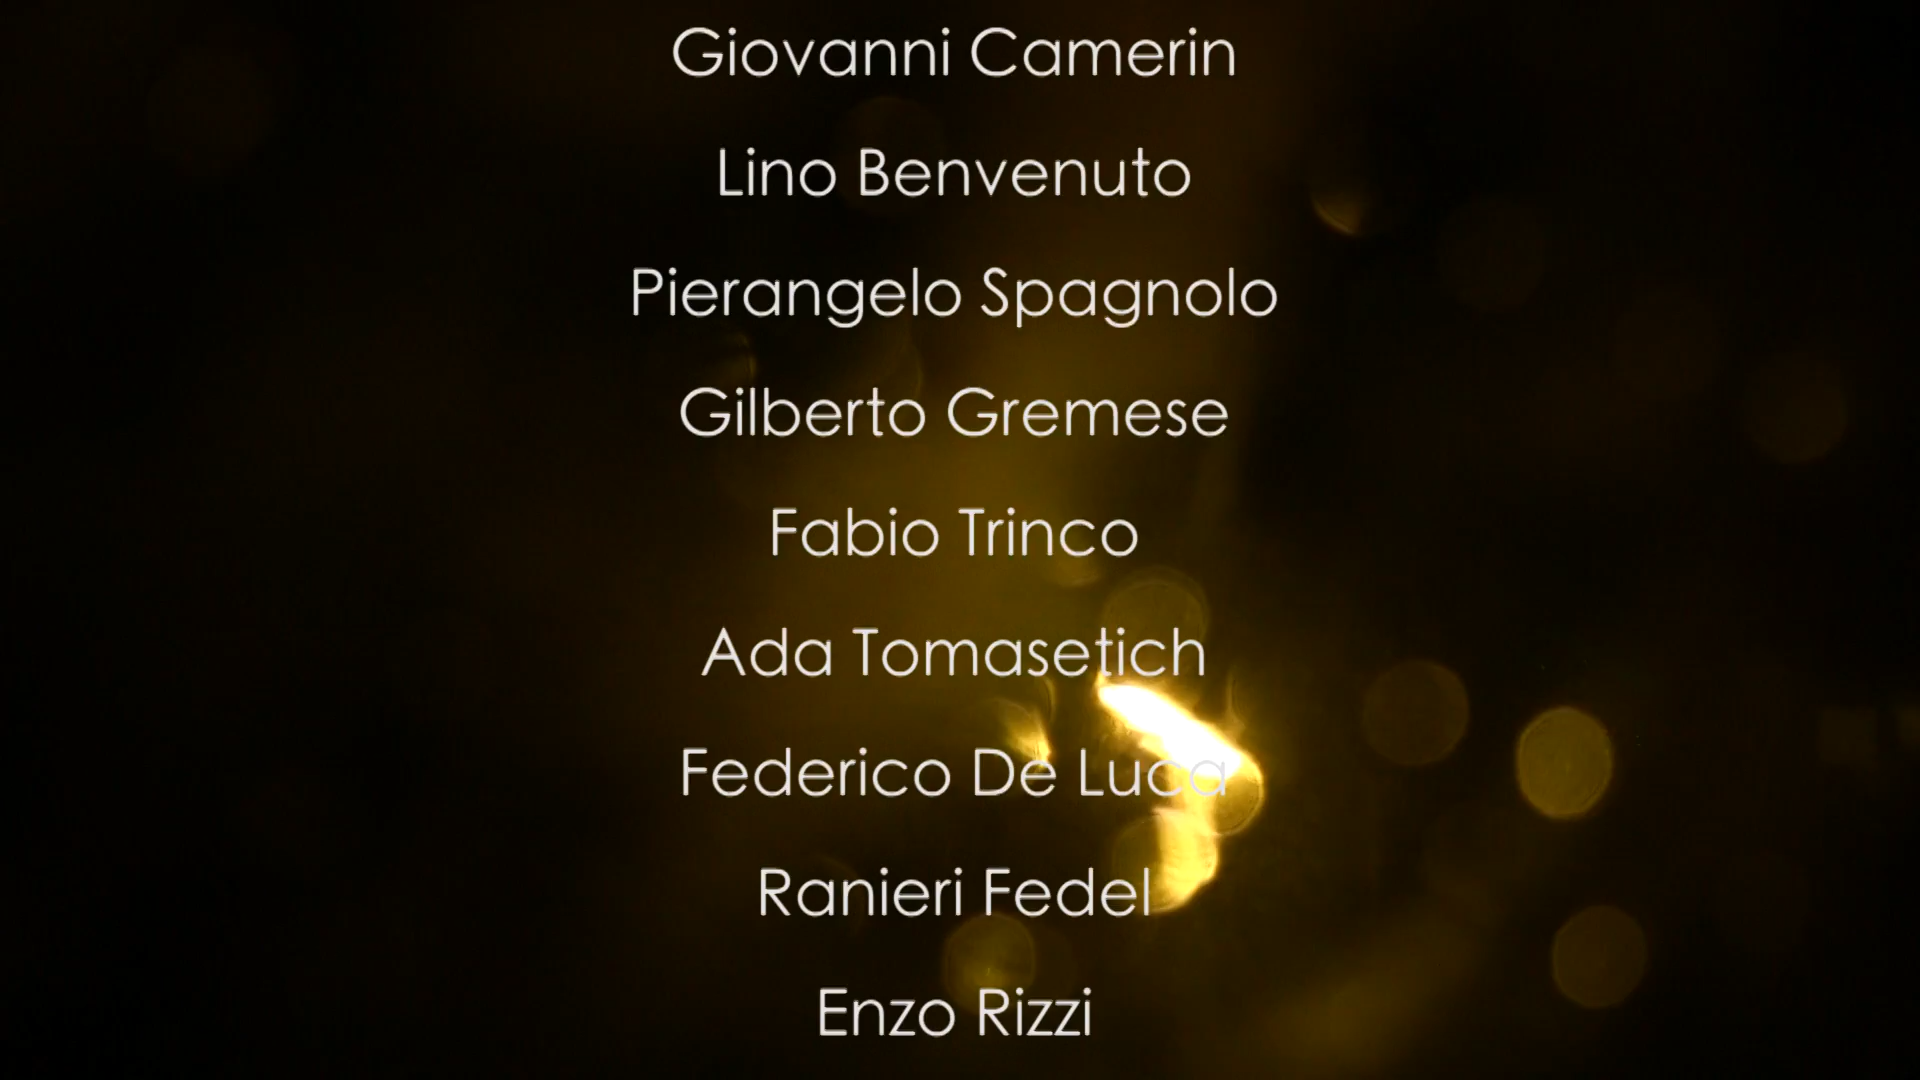 Giovanni Camerin
Lino Benvenuto
Pierangelo Spagnolo
Gilberto Gremese
Fabio Trinco
Ada Tomasetich
Federico De Luca
Ranieri Fedel
Enzo Rizzi